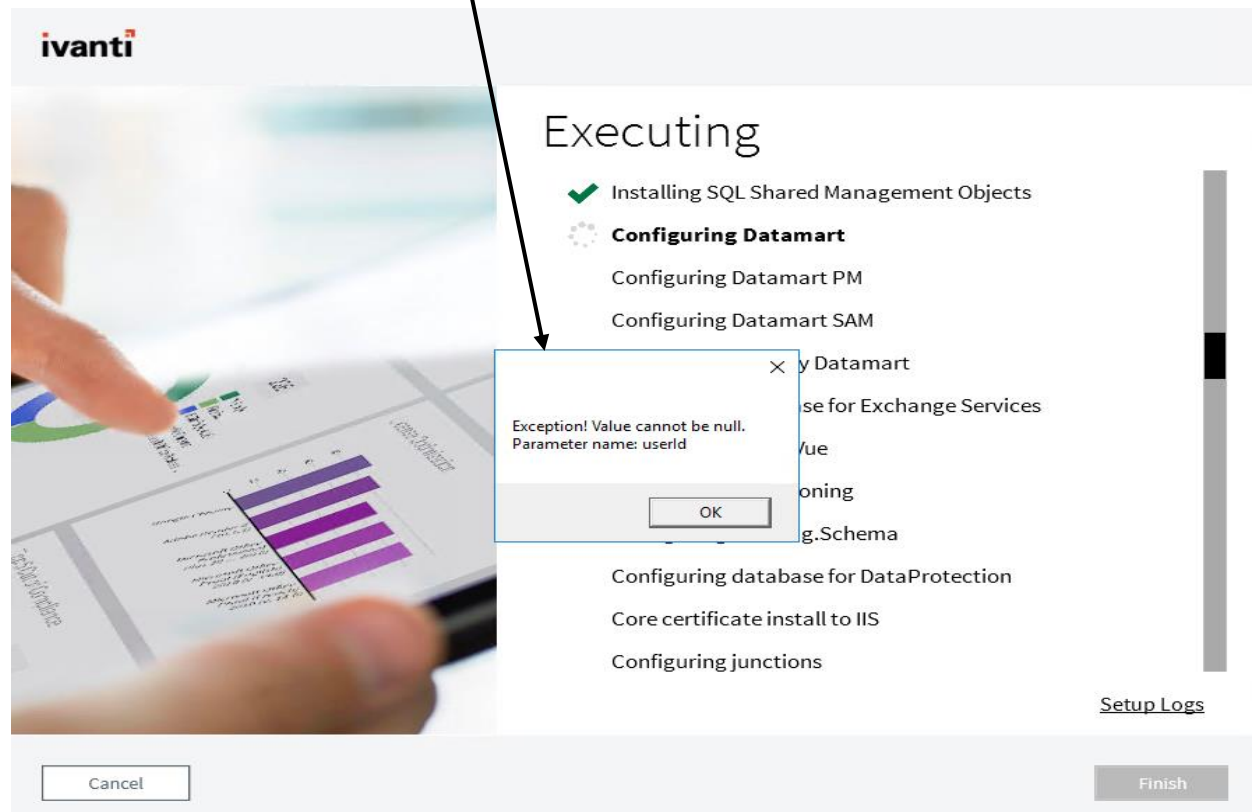 ivanti
Executing
Installing SQL Shared Management Objects
Configuring Datamart
Configuring Datamart PM
Configuring Datamart SAM
y Datamart
se for Exchange Services
Vue
oning
g.Schema
Configuring database for DataProtection
Core certificate install to IIS
Configuring junctions
Exception! Value cannot be null.
Parameter name: userId
OK
Setup Logs
Cancel
Finish